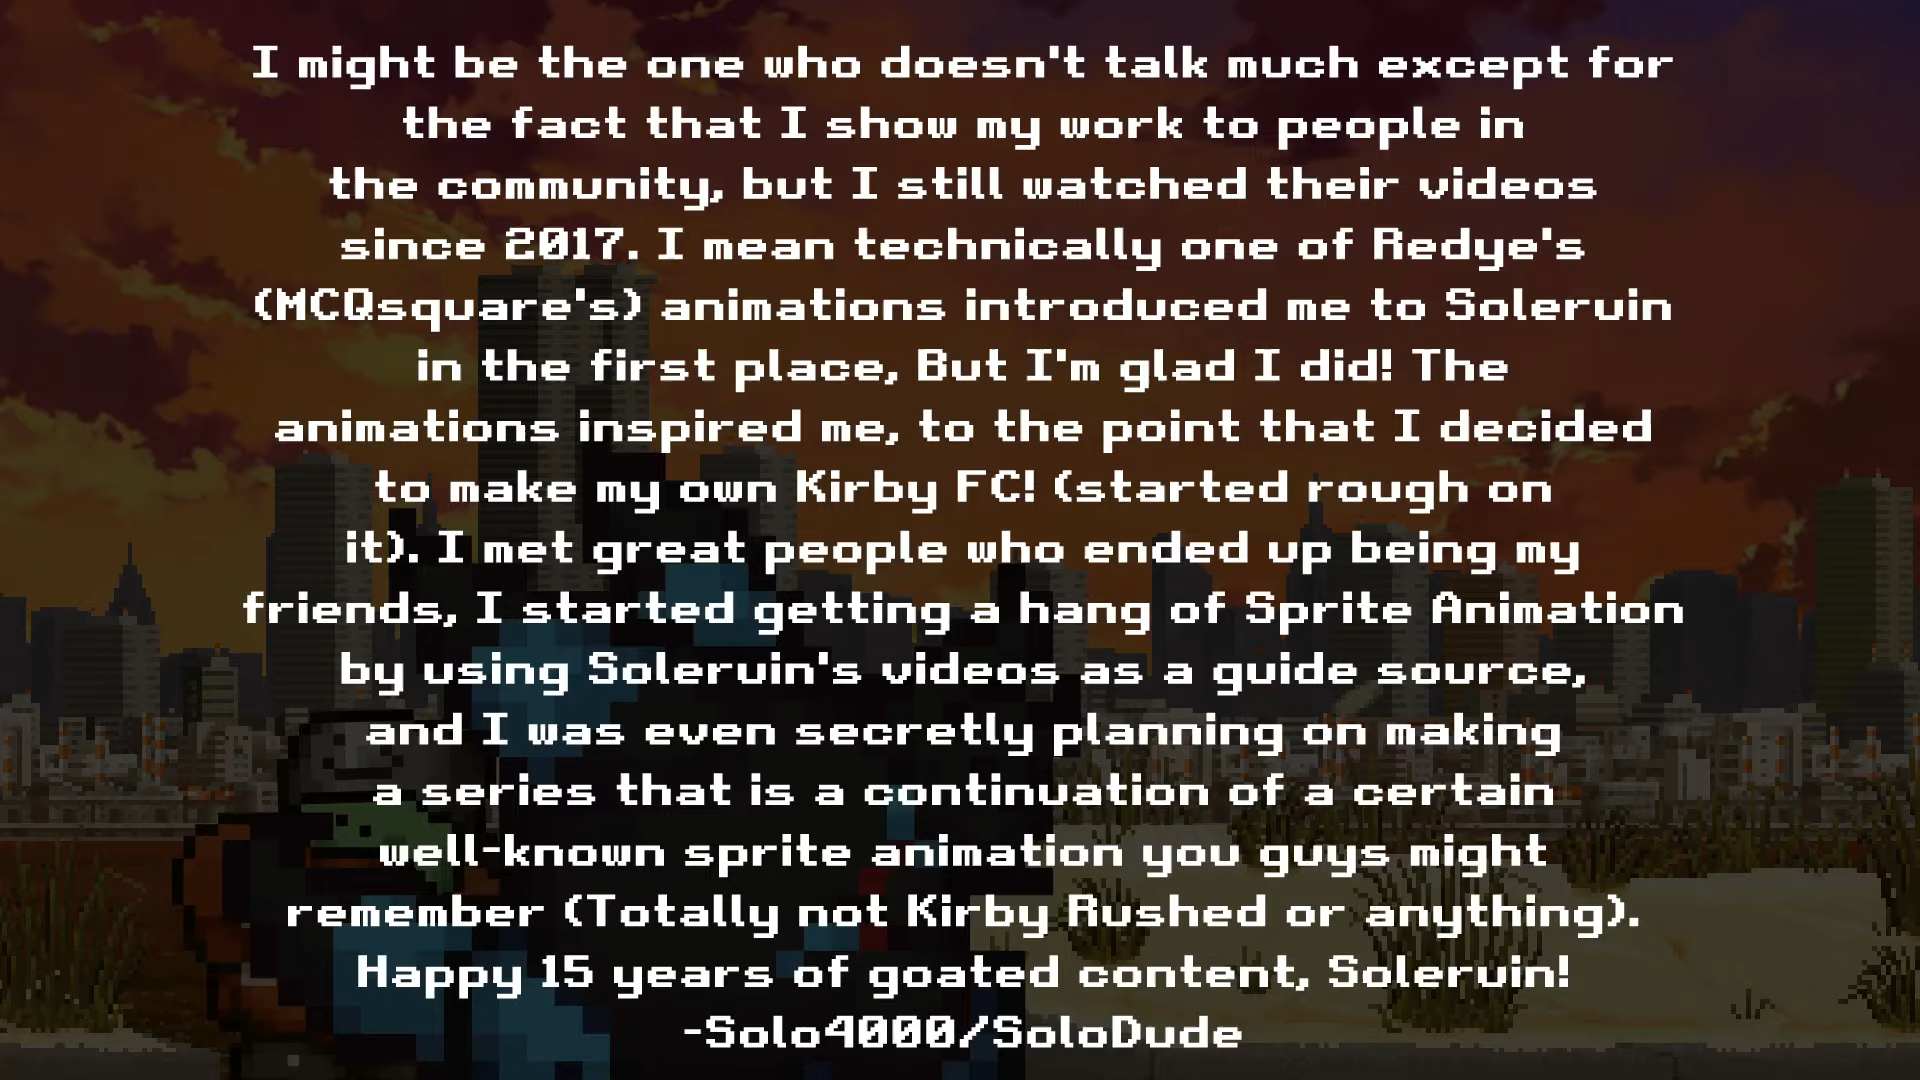 I might be the one who doesn't talk much except for
the fact that I show my work to people in
the community, but I still watched their videos
since 2017. I mean technically one of Redye's
(MCQsquare's) animations introduced me to Soleruin
in the first place, But I'm glad I did! The
animations inspired me, to the point that I decided
to make my own Kirby FC! (started rough on
it). I met great people who ended up being my
friends, I started getting a hang of Sprite Animation
by using Soleruin's videos as a guide source,
and I was even secretly planning on making
a series that is a continuation of a certain
well-known sprite animation you guys might
remember (Totally not Kirby Rushed or anything).
Happy 15 years of goated content, Soleruin!
-Solo4000/SoloDude